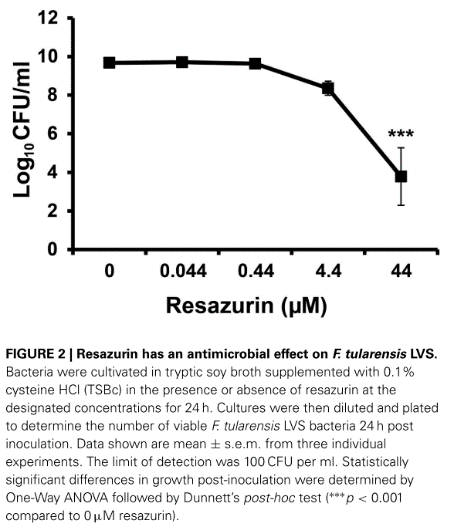 12
10
8
6
4
2
0
Log10CFU/ml
***
0 0.044 0.44 4.4 44
Resazurin (µM)
FIGURE 2 | Resazurin has an antimicrobial effect on F. tularensis LVS.
Bacteria were cultivated in tryptic soy broth supplemented with 0.1%
cysteine HCl (TSBc) in the presence or absence of resazurin at the
designated concentrations for 24 h. Cultures were then diluted and plated
to determine the number of viable F. tularensis LVS bacteria 24 h post
inoculation. Data shown are mean ± s.e.m. from three individual
experiments. The limit of detection was 100 CFU per ml. Statistically
significant differences in growth post-inoculation were determined by
One-Way ANOVA followed by Dunnett's post-hoc test (***p < 0.001
compared to 0 µM resazurin).